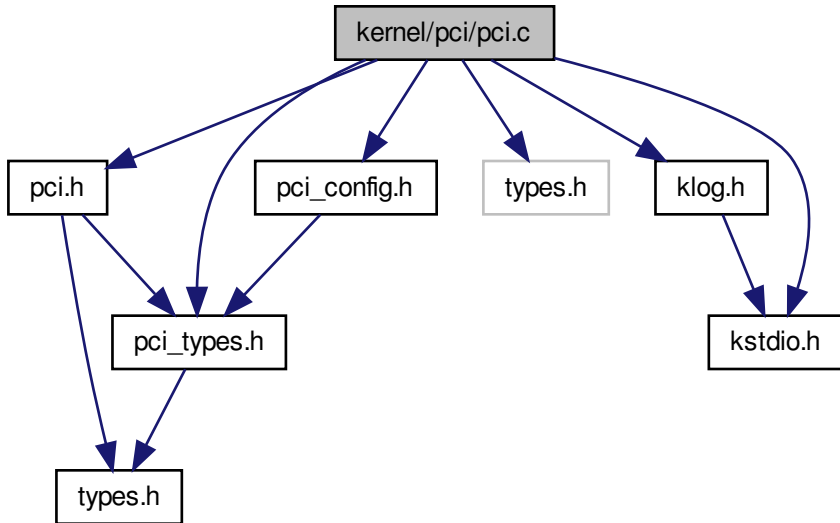 kernel/pci/pci.c
pci.h
pci_config.h
types.h
klog.h
pci_types.h
kstdio.h
types.h